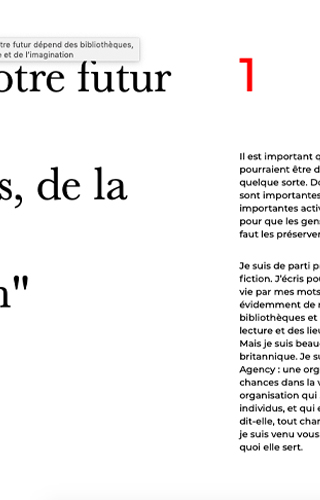 tre futur dépend des bibliothèques,
e et de l'imagination
otre futur
s, de la
n"
1
Il est important q
pourraient être d
quelque sorte. Do
sont importantes
importantes activ
pour que les gens
faut les préserver
Je suis de parti p
fiction. J'écris pou
vie par mes mots
évidemment de m
bibliothèques et
lecture et des lieu
Mais je suis beau
britannique. Je su
Agency : une org
chances dans la v
organisation qui
individus, et qui e
dit-elle, tout char
je suis venu vous
quoi elle sert.